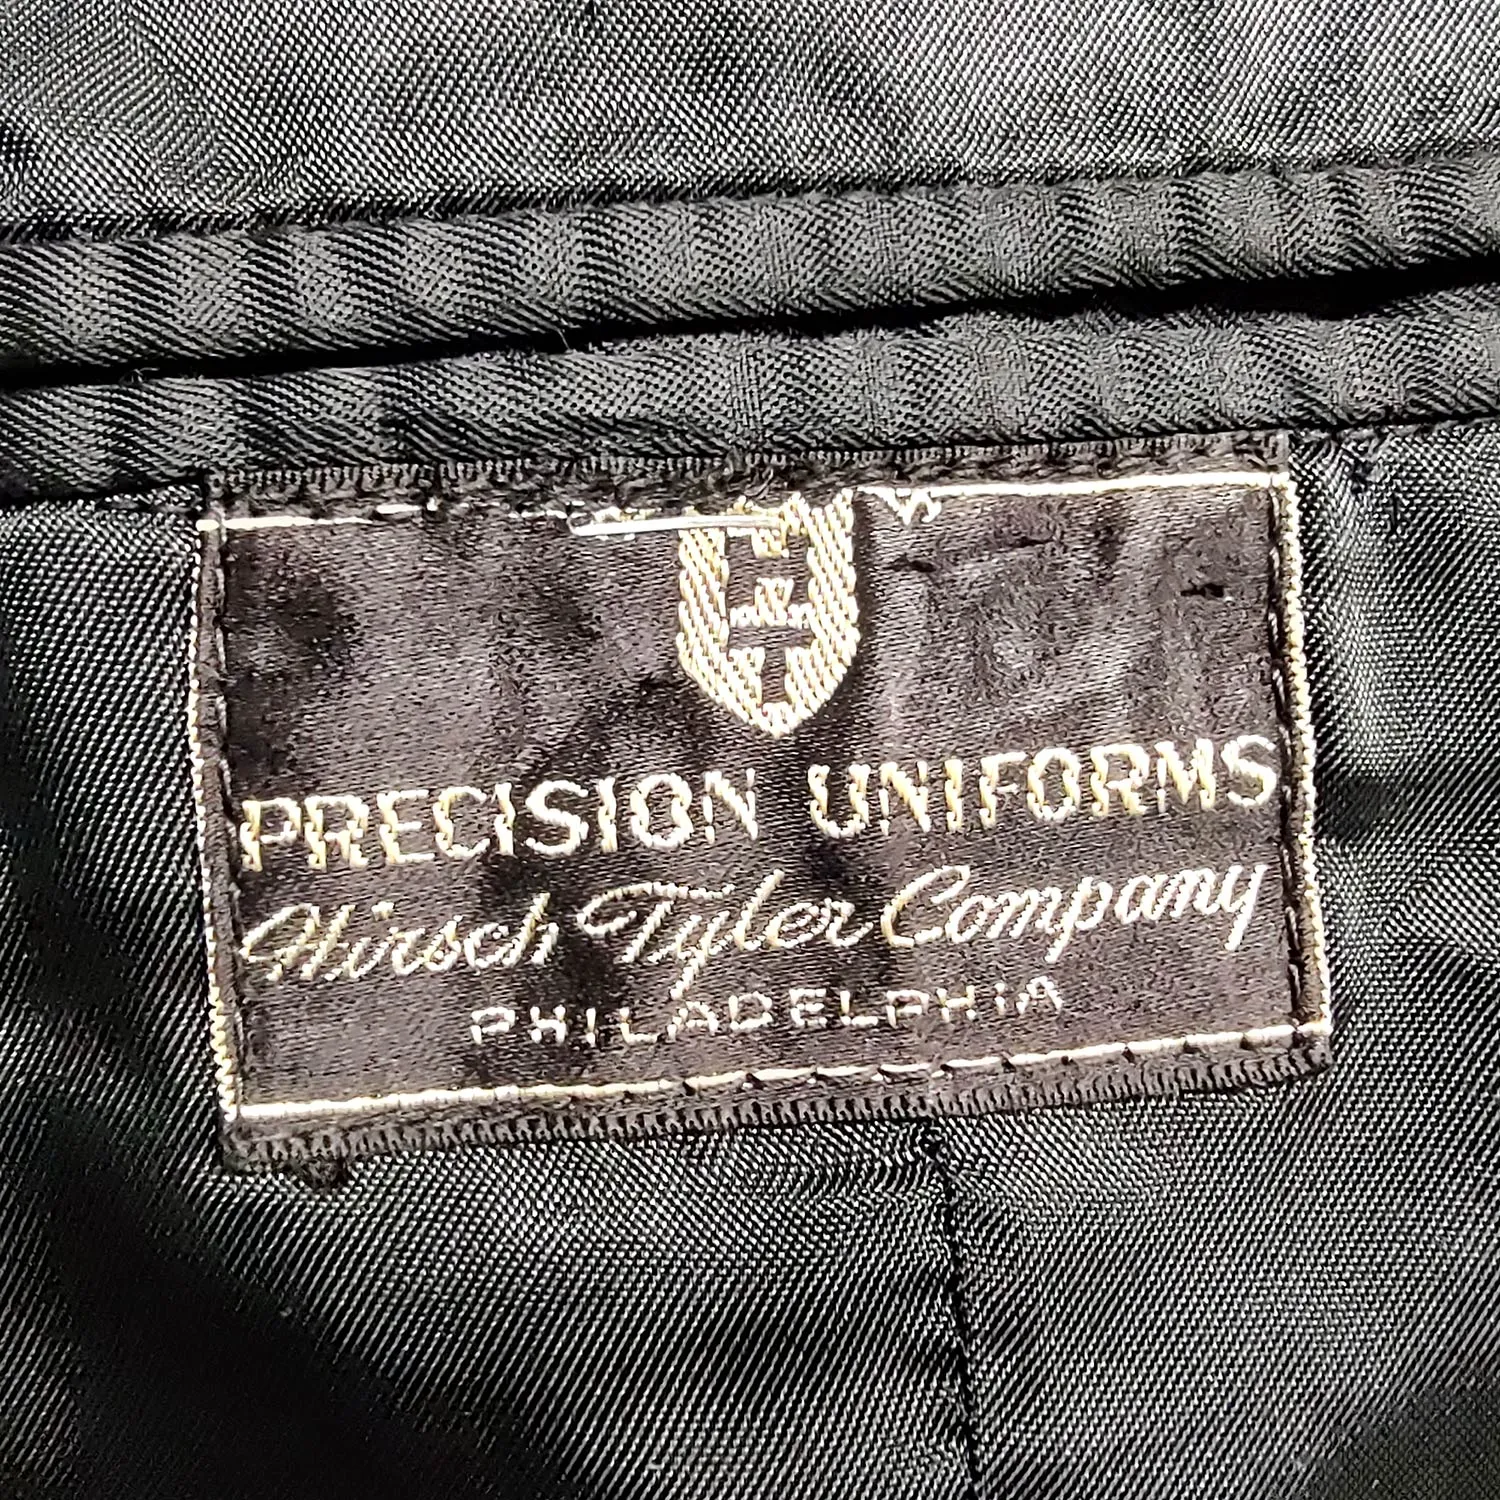 PRECISION UNIFORMS
Hirsch Tyler Company
PHILADELPHIA